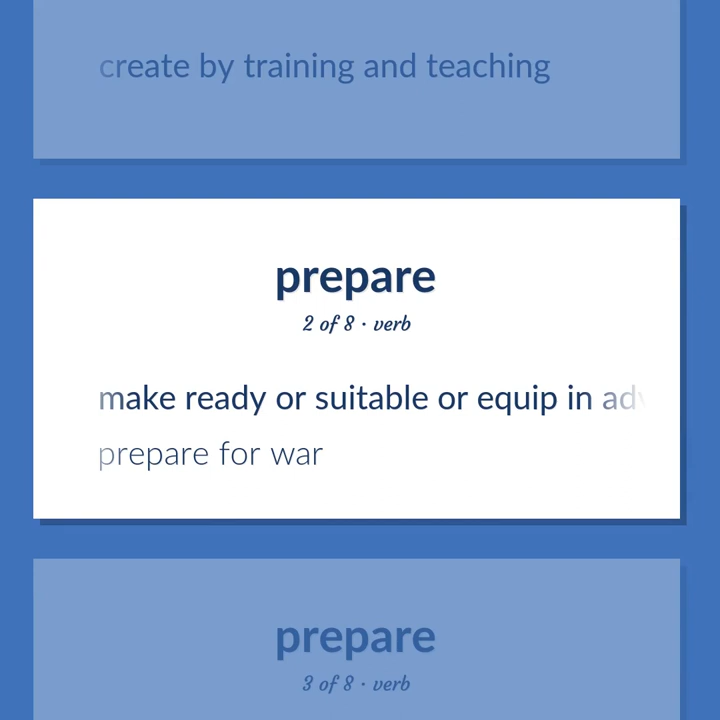 create by training and teaching
prepare
2 of 8 · verb
make ready or suitable or equip in
prepare for war
prepare
3 of 8 · verb